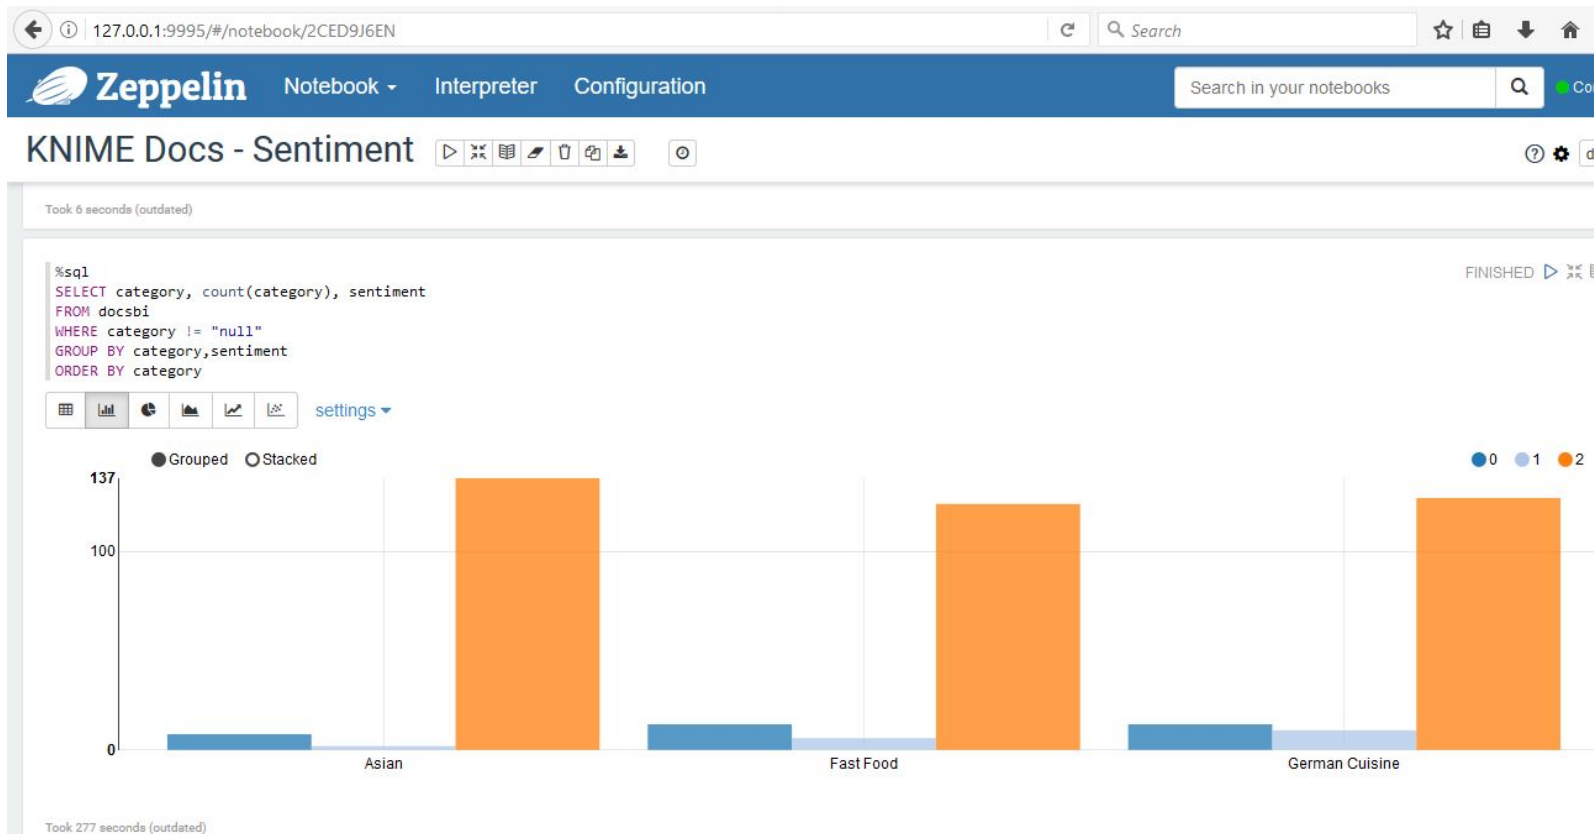 127.0.0.1:9995/#/notebook/2CED9J6EN
Search
Zeppelin Notebook Interpreter Configuration
Search in your notebooks
KNIME Docs - Sentiment
Took 6 seconds (outdated)
%sql
SELECT category, count(category), sentiment
FROM docsbi
WHERE category != "null"
GROUP BY category,sentiment
ORDER BY category
FINISHED
settings
Grouped Stacked
0 1 2
137
100
0
Asian Fast Food German Cuisine
Took 277 seconds (outdated)